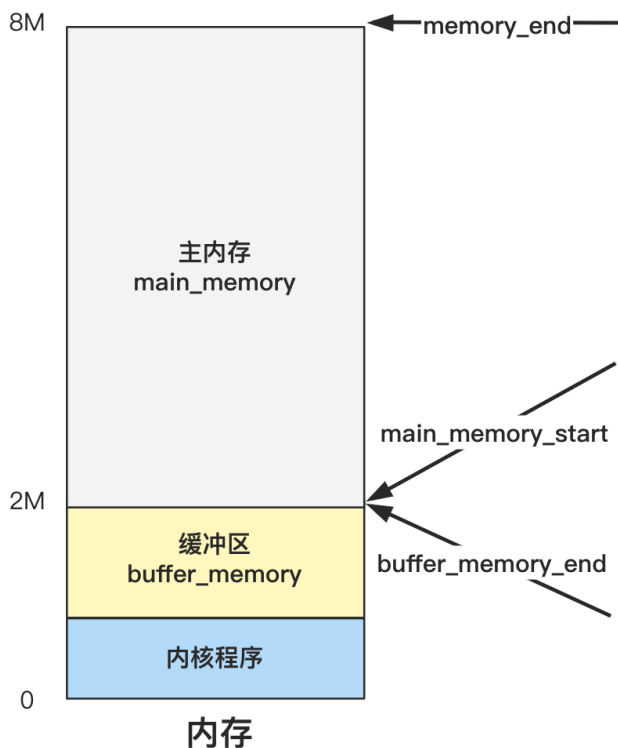 8M
memory_end
主内存
main_memory
main_memory_start
2M
缓冲区
buffer_memory
buffer_memory_end
内核程序
0
内存